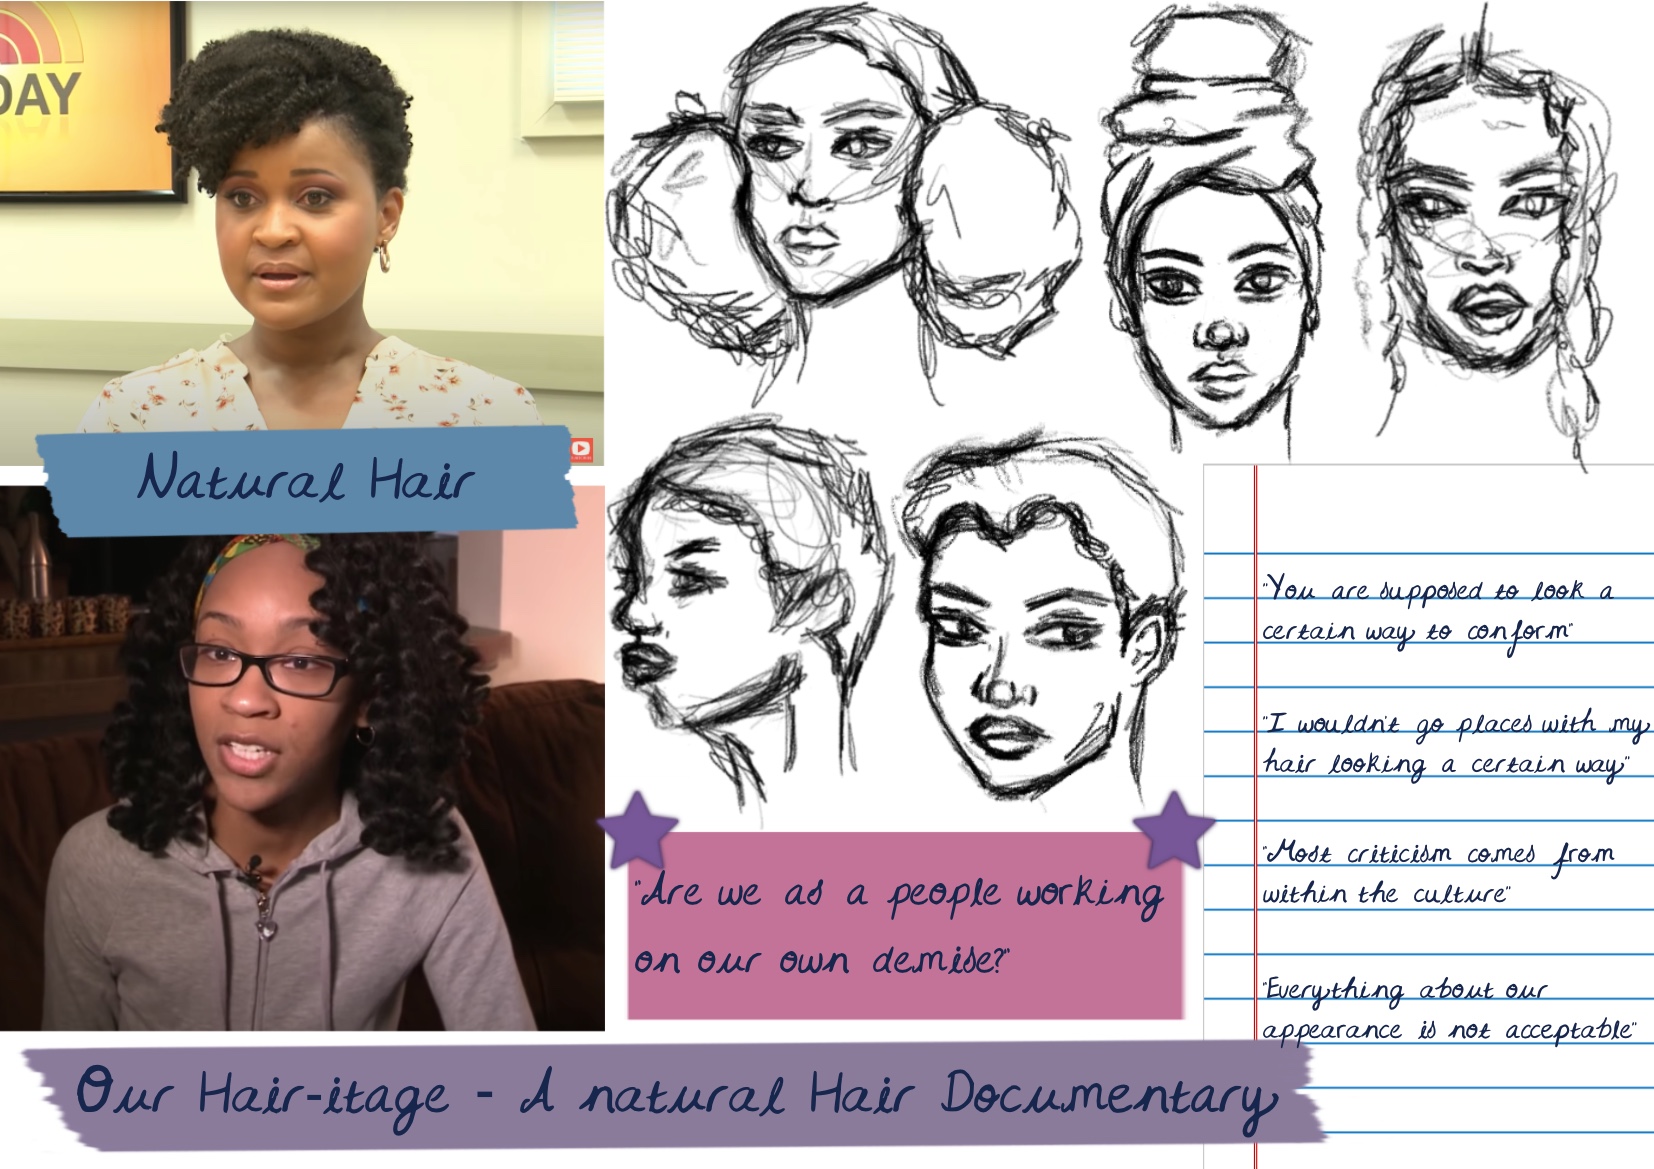 DAY
Natural Hair
"Are we as a people working
on our own demise?"
"You are supposed to look a
certain way to conform"
"I wouldn't go places with my
hair looking a certain way"
"Most criticism comes from
within the culture"
"Everything about our
appearance is not acceptable"
Our Hair-itage - A natural Hair Documentary